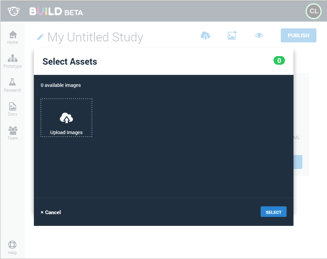 BUILD BETA
CL
My Untitled Study
PUBLISH
Home
Prototype
Research
Docs
Team
Help
Select Assets
0
0 available images
Upload Images
× Cancel
SELECT